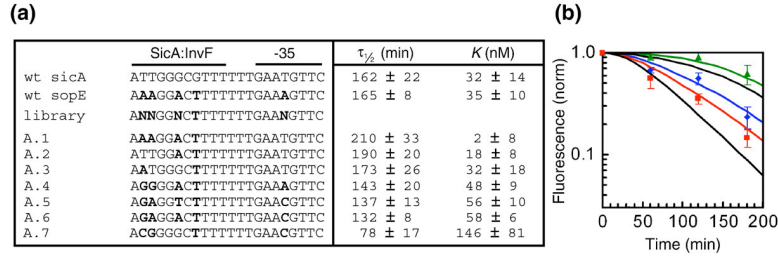 (a)
SicA:InvF -35 τ½ (min) K (nM)
wt sicA ATTGGGCGTTTTTTGAATGTTC 162 ± 22 32 ± 14
wt sopE AAAGGACTTTTTTTGAAAGTTC 165 ± 8 35 ± 10
library ANNGGNCTTTTTTTGAANGTTC
A.1 AAAGGACTTTTTTTGAATGTTC 210 ± 33 2 ± 8
A.2 ATTGGACTTTTTTTGAATGTTC 190 ± 20 18 ± 8
A.3 AATGGGCTTTTTTTGAATGTTC 173 ± 26 32 ± 18
A.4 AGGGGACTTTTTTTGAAAGTTC 143 ± 20 48 ± 9
A.5 AGAGGTCTTTTTTTGAACGTTC 137 ± 13 56 ± 10
A.6 AGAGGACTTTTTTTGAACGTTC 132 ± 8 58 ± 6
A.7 ACGGGGCTTTTTTTGAACGTTC 78 ± 17 146 ± 81
(b)
Fluorescence (norm)
1.0
0.1
0 50 100 150 200
Time (min)